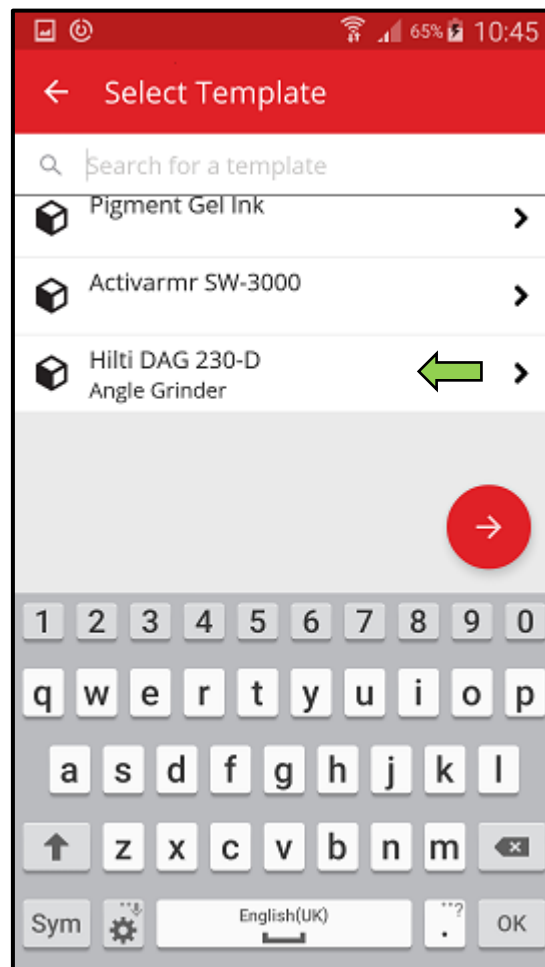 65% 10:45
Select Template
Search for a template
Pigment Gel Ink
Activarmr SW-3000
Hilti DAG 230-D
Angle Grinder
1 2 3 4 5 6 7 8 9 0
q w e r t y u i o p
a s d f g h j k l
z x c v b n m
Sym English(UK) . ? OK